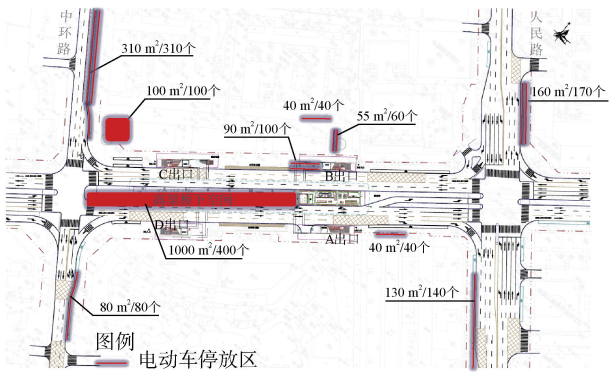 中环路
人民路
310 m²/310个
100 m²/100个
40 m²/40个
55 m²/60个
160 m²/170个
90 m²/100个
C出口
B出口
D出口
A出口
1000 m²/400个
40 m²/40个
80 m²/80个
130 m²/140个
图例
电动车停放区